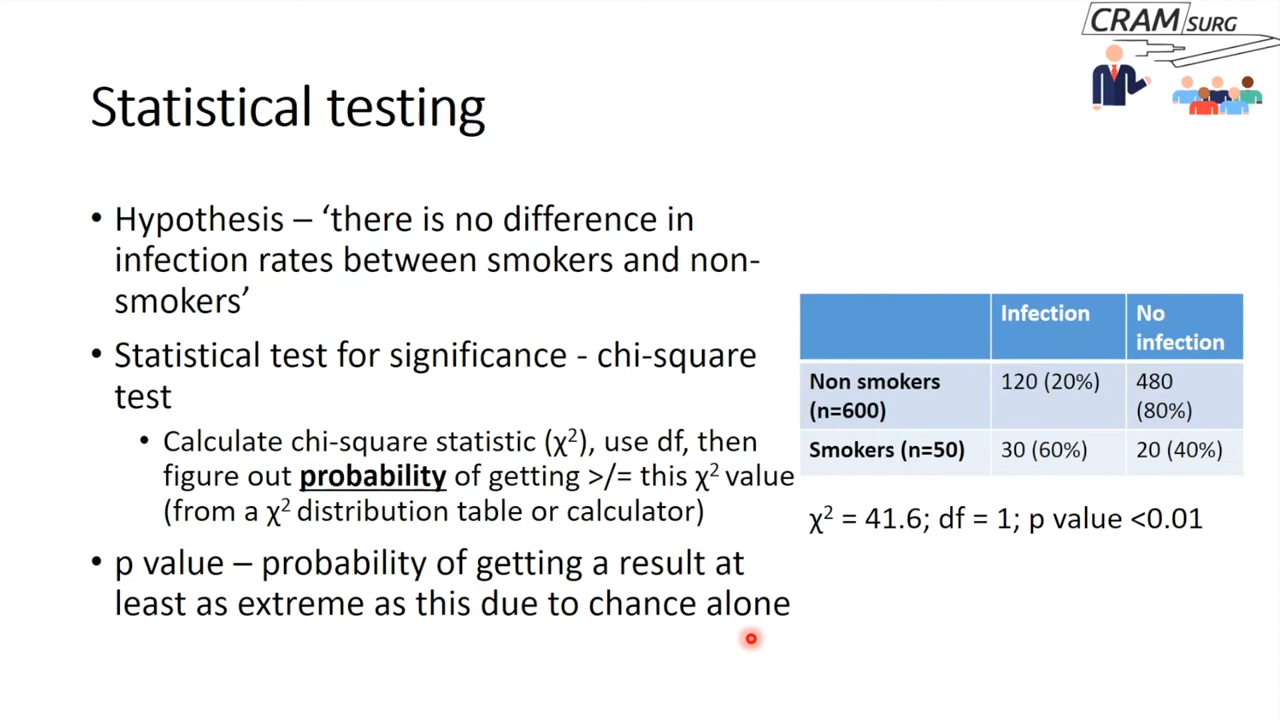 CRAM SURG
Statistical testing
• Hypothesis – ‘there is no difference in
infection rates between smokers and non-
smokers’
• Statistical test for significance - chi-square
test
• Calculate chi-square statistic (χ²), use df, then
figure out probability of getting >/= this χ² value
(from a χ² distribution table or calculator)
• p value – probability of getting a result at
least as extreme as this due to chance alone
Infection No
infection
Non smokers 120 (20%) 480
(n=600) (80%)
Smokers (n=50) 30 (60%) 20 (40%)
χ² = 41.6; df = 1; p value <0.01